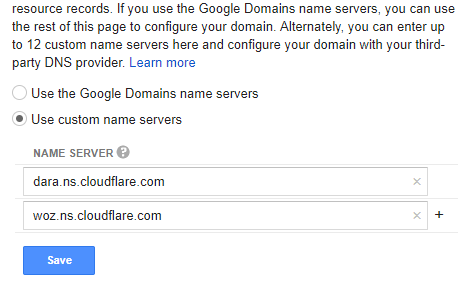 resource records. If you use the Google Domains name servers, you can use
the rest of this page to configure your domain. Alternately, you can enter up
to 12 custom name servers here and configure your domain with your third-
party DNS provider. Learn more
Use the Google Domains name servers
Use custom name servers
NAME SERVER ?
dara.ns.cloudflare.com ×
woz.ns.cloudflare.com × +
Save